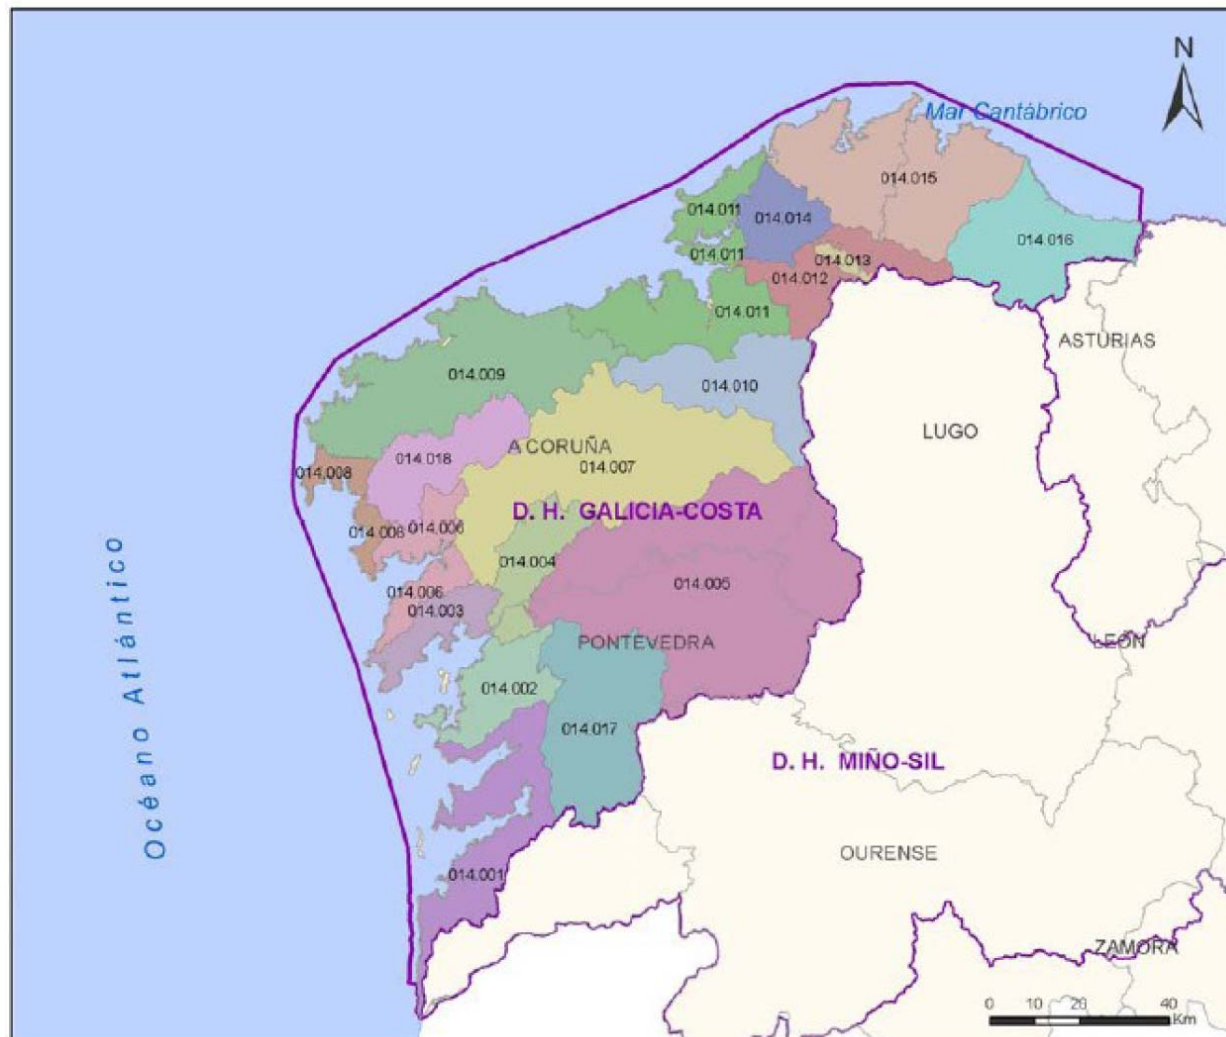 N
Mar Cantábrico
014.015
014.011
014.014
014.016
014.011
014.013
014.012
014.011
ASTURIAS
014.009
014.010
LUGO
A CORUÑA
014.018
014.007
014.008
D. H. GALICIA-COSTA
014.008
014.006
014.004
014.005
014.006
014.003
PONTEVEDRA
LEÓN
014.002
014.017
D. H. MIÑO-SIL
Océano Atlántico
OURENSE
014.001
ZAMORA
0 10 20 40
Km